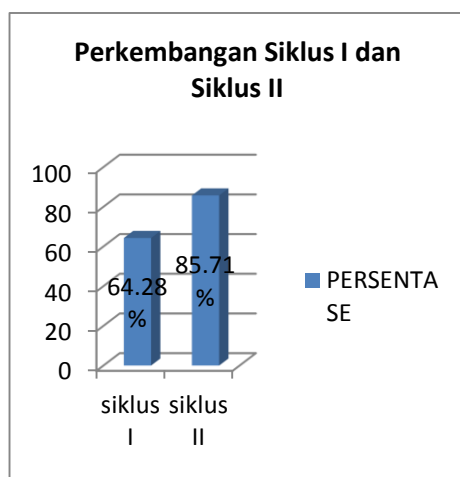 Perkembangan Siklus I dan
Siklus II
100
80
60
40
20
0
64.28
%
85.71
%
siklus
I
siklus
II
PERSENTA
SE